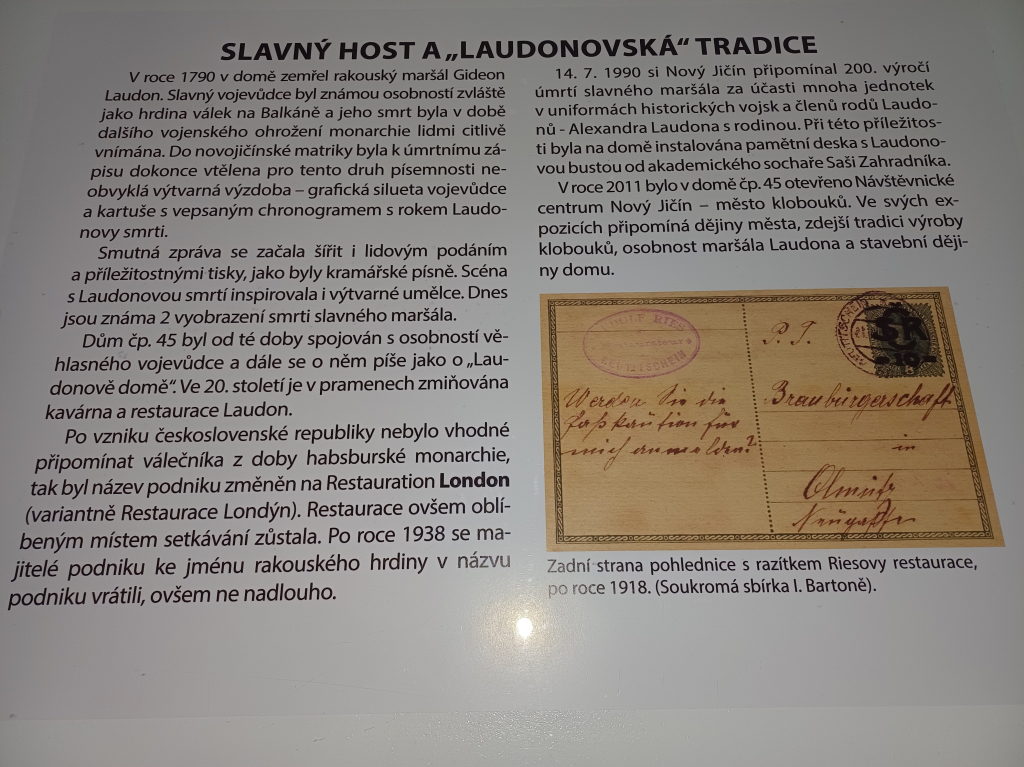 SLAVNÝ HOST A „LAUDONOVSKÁ“ TRADICE
V roce 1790 v domě zemřel rakouský maršál Gideon
Laudon. Slavný vojevůdce byl známou osobností zvláště
jako hrdina válek na Balkáně a jeho smrt byla v době
dalšího vojenského ohrožení monarchie lidmi citlivě
vnímána. Do novojičínské matriky byla k úmrtnímu zá-
pisu dokonce vtělena pro tento druh písemnosti ne-
obvyklá výtvarná výzdoba – grafická silueta vojevůdce
a kartuše s vepsaným chronogramem s rokem Laudo-
novy smrti.
Smutná zpráva se začala šířit i lidovým podáním
a příležitostnými tisky, jako byly kramářské písně. Scéna
s Laudonovou smrtí inspirovala i výtvarné umělce. Dnes
jsou známa 2 vyobrazení smrti slavného maršála.
Dům čp. 45 byl od té doby spojován s osobností vě-
hlasného vojevůdce a dále se o něm píše jako o „Lau-
donově domě“. Ve 20. století je v pramenech zmiňována
kavárna a restaurace Laudon.
Po vzniku československé republiky nebylo vhodné
připomínat válečníka z doby habsburské monarchie,
tak byl název podniku změněn na Restauration London
(variantně Restaurace Londýn). Restaurace ovšem oblí-
beným místem setkávání zůstala. Po roce 1938 se ma-
jitelé podniku ke jménu rakouského hrdiny v názvu
podniku vrátili, ovšem ne nadlouho.
14. 7. 1990 si Nový Jičín připomínal 200. výročí
úmrtí slavného maršála za účasti mnoha jednotek
v uniformách historických vojsk a členů rodů Laudo-
nů - Alexandra Laudona s rodinou. Při této příležitos-
ti byla na domě instalována pamětní deska s Laudono-
vou bustou od akademického sochaře Saši Zahradníka.
V roce 2011 bylo v domě čp. 45 otevřeno Návštěvnické
centrum Nový Jičín – město klobouků. Ve svých ex-
pozicích připomíná dějiny města, zdejší tradici výroby
klobouků, osobnost maršála Laudona a stavební ději-
ny domu.
RIES
P. T.
Werden Sie die
für
mich anmelden?
Braubürgerschaft
in
Olmütz
Neugasse
Zadní strana pohlednice s razítkem Riesovy restaurace,
po roce 1918. (Soukromá sbírka I. Bartoně).